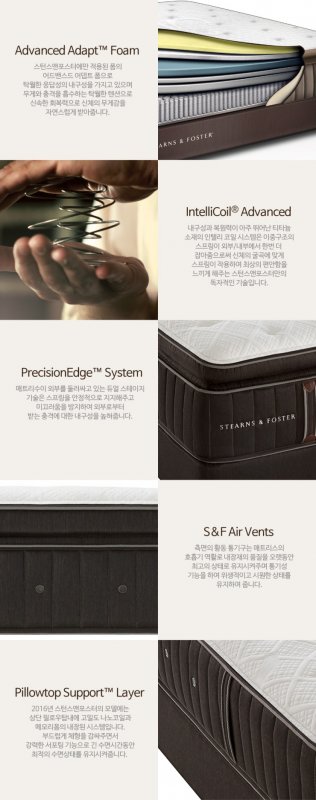 Advanced Adapt™ Foam
스턴스앤포스터에만 적용된 폼의
어드밴스드 어댑트 폼으로
탁월한 응답성의 내구성을 가지고 있으며
무게와 충격을 흡수하는 탁월한 텐션으로
신속한 회복력으로 신체의 무게감을
자연스럽게 받아줍니다.
STEARNS & FOSTER
IntelliCoil® Advanced
내구성과 복원력이 아주 뛰어난 티타늄
소재의 인텔리 코일 시스템은 이중구조의
스프링이 외부/내부에서 한번 더
잡아줌으로써 신체의 굴곡에 맞게
스프링이 작용하여 최상의 편안함을
느끼게 해주는 스턴스앤포스터만의
독자적인 기술입니다.
PrecisionEdge™ System
매트리스의 외부를 둘러싸고 있는 듀얼 스테이지
기술은 스프링을 안정적으로 지지해주고
미끄러움을 방지하여 외부로부터
받는 충격에 대한 내구성을 높혀줍니다.
STEARNS & FOSTER
S&F Air Vents
측면의 활동 통기구는 매트리스의
호흡기 역활로 내장재의 품질을 오랫동안
최고의 상태로 유지시켜주며 통기성
기능을 하여 위생적이고 시원한 상태를
유지하여 줍니다.
Pillowtop Support™ Layer
2016년 스턴스앤포스터의 모델에는
상단 필로우탑내에 고밀도 나노코일과
메모리폼의 내장된 시스템입니다.
부드럽게 체형을 감싸주면서
강력한 서포팅 기능으로 긴 수면시간동안
최적의 수면상태를 유지시켜줍니다.